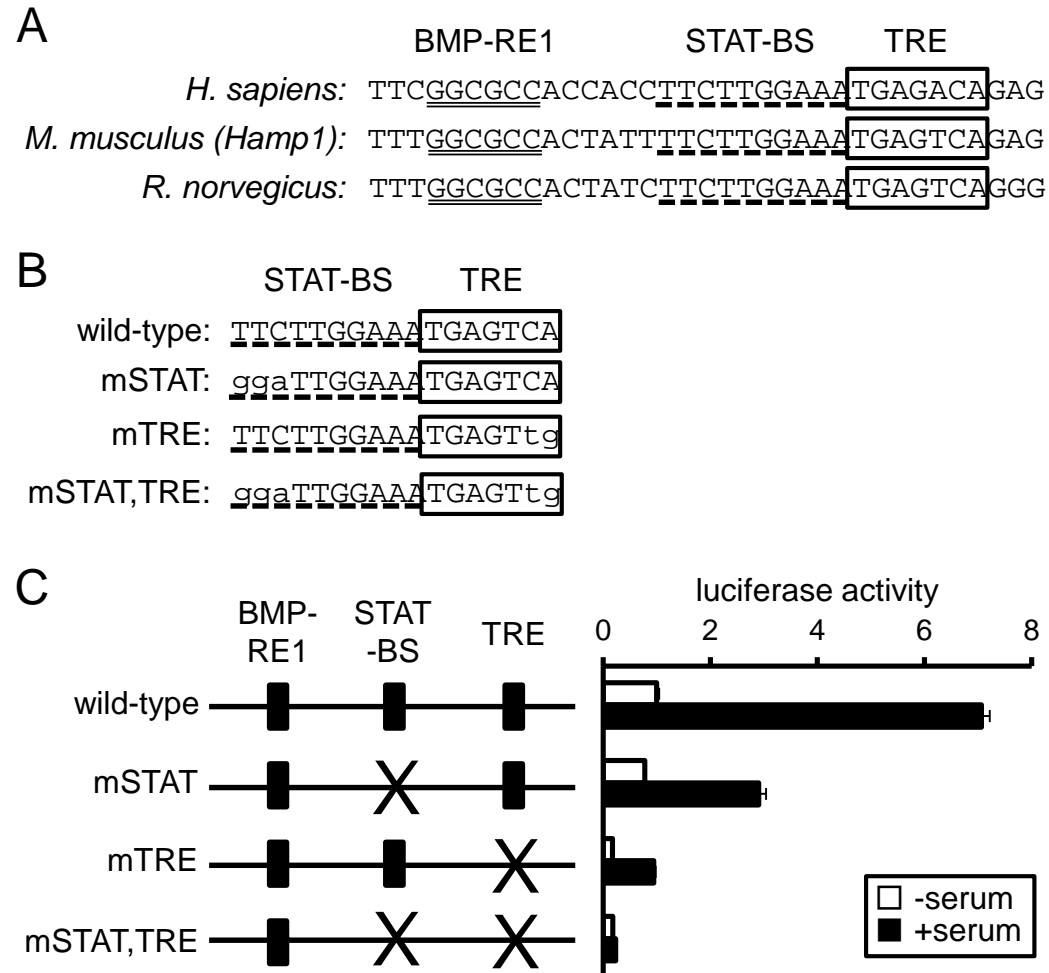 A
BMP-RE1 STAT-BS TRE
H. sapiens: TTCGGCGCCACCACCTTCTTGGAAATGAGACAGAG
M. musculus (Hamp1): TTTGGCGCCACTATTTTCTTGGAAATGAGTCAGAG
R. norvegicus: TTTGGCGCCACTATCTTCTTGGAAATGAGTCAGGG
B
STAT-BS TRE
wild-type: TTCTTGGAAATGAGTCA
mSTAT: ggaTTGGAAATGAGTCA
mTRE: TTCTTGGAAATGAGTtg
mSTAT,TRE: ggaTTGGAAATGAGTtg
C
BMP-
RE1
STAT
-BS
TRE
luciferase activity
0 2 4 6 8
wild-type
mSTAT
mTRE
mSTAT,TRE
-serum
+serum